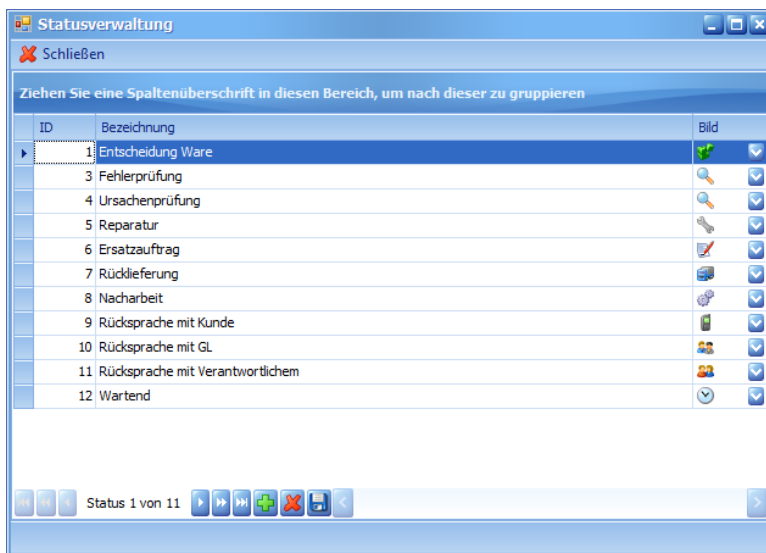 Statusverwaltung
Schließen
Ziehen Sie eine Spaltenüberschrift in diesen Bereich, um nach dieser zu gruppieren
ID Bezeichnung Bild
1 Entscheidung Ware
3 Fehlerprüfung
4 Ursachenprüfung
5 Reparatur
6 Ersatzauftrag
7 Rücklieferung
8 Nacharbeit
9 Rücksprache mit Kunde
10 Rücksprache mit GL
11 Rücksprache mit Verantwortlichem
12 Wartend
Status 1 von 11